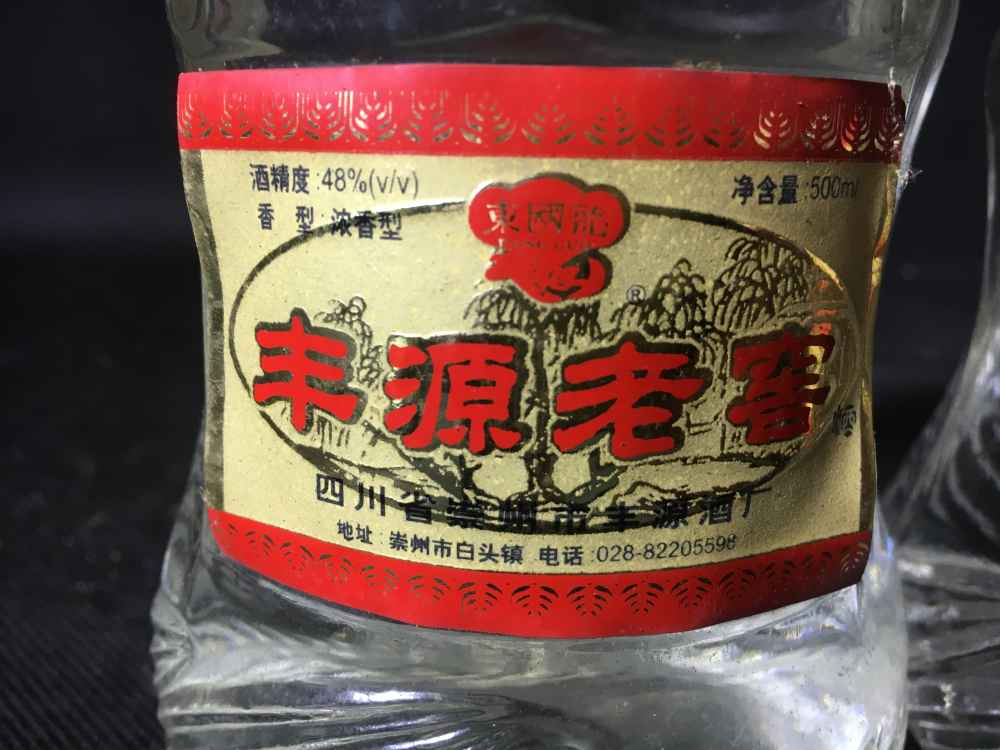 酒精度:48%(v/v)
净含量:500ml
香 型:浓香型
東國
®
丰源老窖
四川省崇州市丰源酒厂
地址:崇州市白头镇 电话:028-82205598